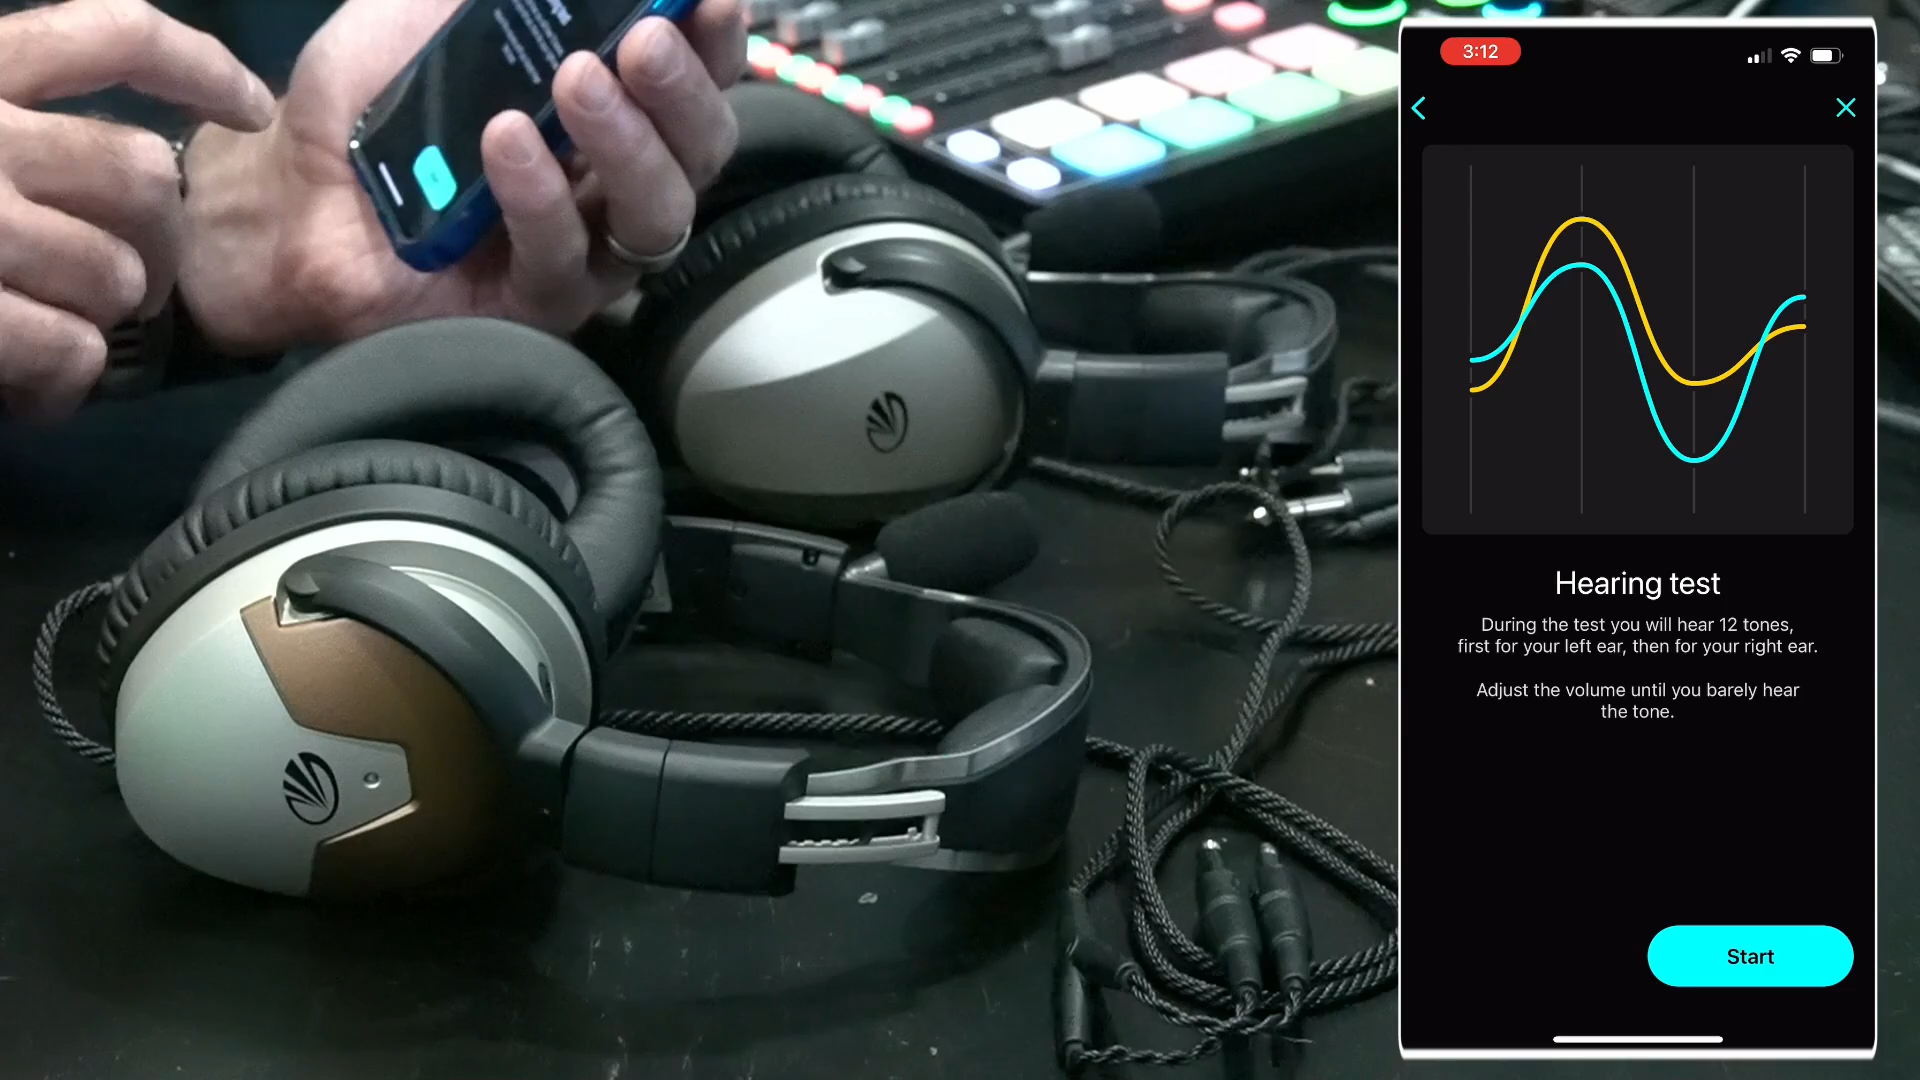 3:12
Hearing test
During the test you will hear 12 tones,
first for your left ear, then for your right ear.
Adjust the volume until you barely hear
the tone.
Start